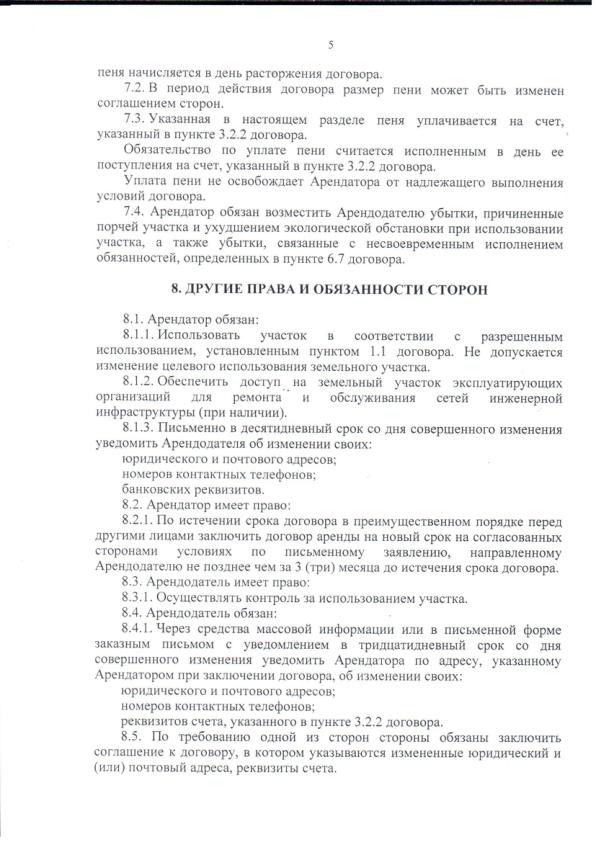 5
пеня начисляется в день расторжения договора.
7.2. В период действия договора размер пени может быть изменен
соглашением сторон.
7.3. Указанная в настоящем разделе пеня уплачивается на счет,
указанный в пункте 3.2.2 договора.
Обязательство по уплате пени считается исполненным в день ее
поступления на счет, указанный в пункте 3.2.2 договора.
Уплата пени не освобождает Арендатора от надлежащего выполнения
условий договора.
7.4. Арендатор обязан возместить Арендодателю убытки, причиненные
порчей участка и ухудшением экологической обстановки при использовании
участка, а также убытки, связанные с несвоевременным исполнением
обязанностей, определенных в пункте 6.7 договора.
8. ДРУГИЕ ПРАВА И ОБЯЗАННОСТИ СТОРОН
8.1. Арендатор обязан:
8.1.1. Использовать участок в соответствии с разрешенным
использованием, установленным пунктом 1.1 договора. Не допускается
изменение целевого использования земельного участка.
8.1.2. Обеспечить доступ на земельный участок эксплуатирующих
организаций для ремонта и обслуживания сетей инженерной
инфраструктуры (при наличии).
8.1.3. Письменно в десятидневный срок со дня совершенного изменения
уведомить Арендодателя об изменении своих:
юридического и почтового адресов;
номеров контактных телефонов;
банковских реквизитов.
8.2. Арендатор имеет право:
8.2.1. По истечении срока договора в преимущественном порядке перед
другими лицами заключить договор аренды на новый срок на согласованных
сторонами условиях по письменному заявлению, направленному
Арендодателю не позднее чем за 3 (три) месяца до истечения срока договора.
8.3. Арендодатель имеет право:
8.3.1. Осуществлять контроль за использованием участка.
8.4. Арендодатель обязан:
8.4.1. Через средства массовой информации или в письменной форме
заказным письмом с уведомлением в тридцатидневный срок со дня
совершенного изменения уведомить Арендатора по адресу, указанному
Арендатором при заключении договора, об изменении своих:
юридического и почтового адресов;
номеров контактных телефонов;
реквизитов счета, указанного в пункте 3.2.2 договора.
8.5. По требованию одной из сторон стороны обязаны заключить
соглашение к договору, в котором указываются измененные юридический и
(или) почтовый адреса, реквизиты счета.